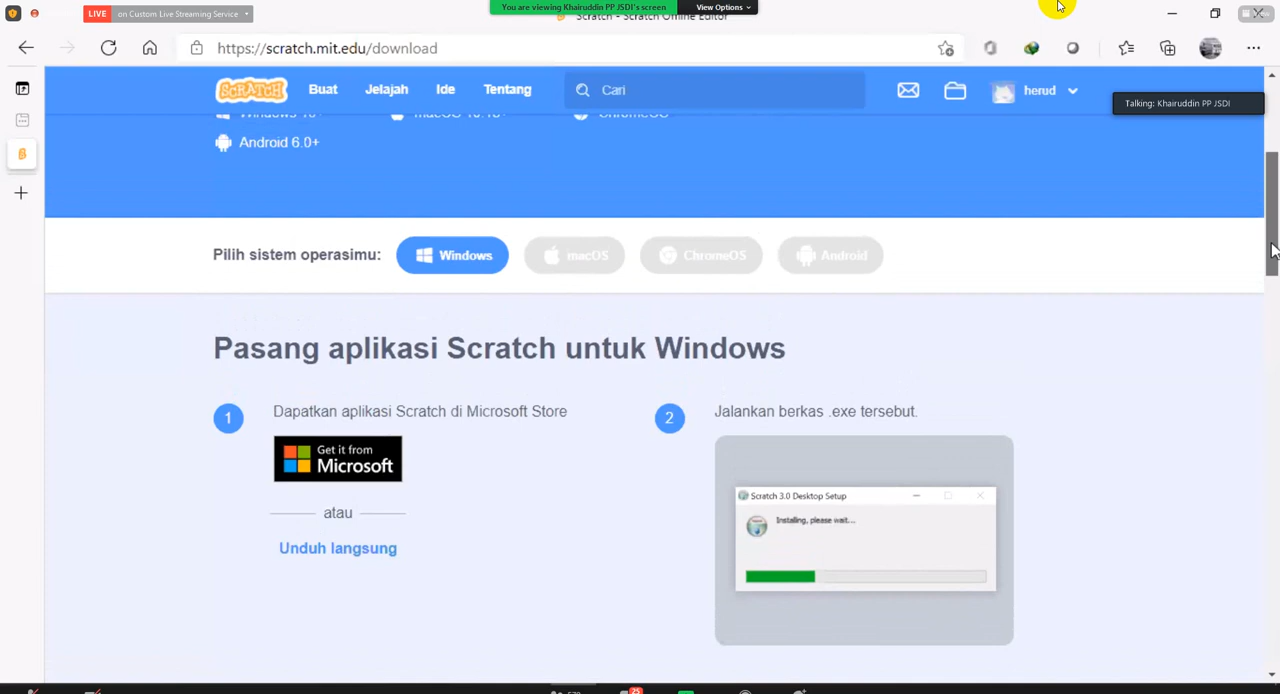 LIVE on Custom Live Streaming Service
You are viewing Khairuddin PP JSDI's screen
View Options
Scratch - Scratch Online Editor
View
https://scratch.mit.edu/download
SCRATCH
Buat
Jelajah
Ide
Tentang
Cari
herud
Talking: Khairuddin PP JSDI
Android 6.0+
Pilih sistem operasimu:
Windows
macOS
ChromeOS
Android
Pasang aplikasi Scratch untuk Windows
1
Dapatkan aplikasi Scratch di Microsoft Store
Get it from
Microsoft
atau
Unduh langsung
2
Jalankan berkas .exe tersebut.
Scratch 3.0 Desktop Setup
Installing, please wait...
25